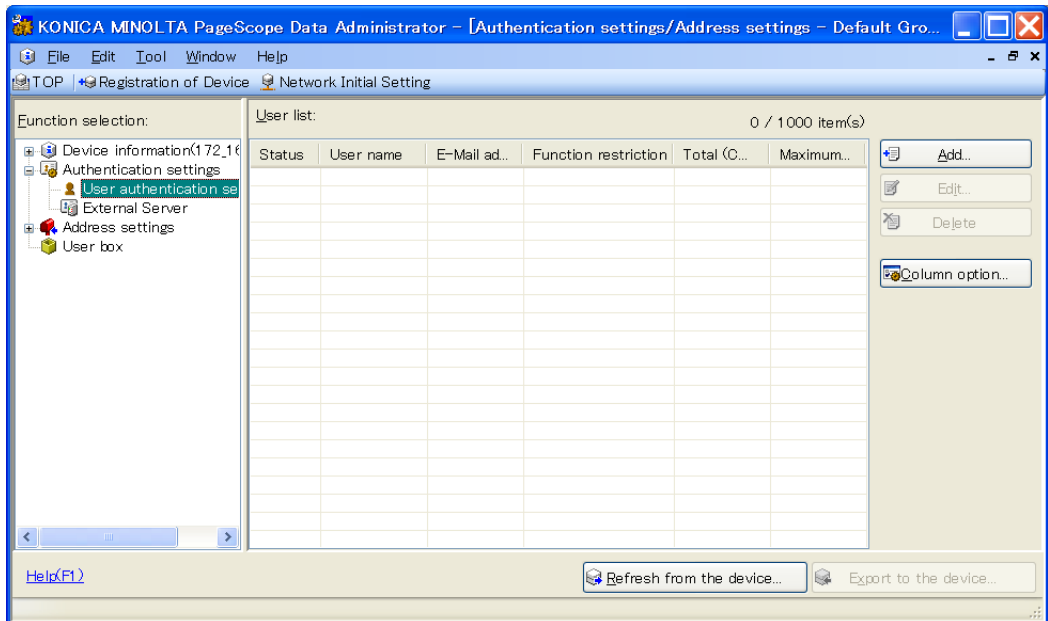 KONICA MINOLTA PageScope Data Administrator - [Authentication settings/Address settings - Default Gro...
File Edit Tool Window Help
TOP Registration of Device Network Initial Setting
Function selection:
Device information(172_16
Authentication settings
User authentication se
External Server
Address settings
User box
User list:
0 / 1000 item(s)
Status User name E-Mail ad... Function restriction Total (C... Maximum...
Add...
Edit...
Delete
Column option...
Help(F1)
Refresh from the device...
Export to the device...